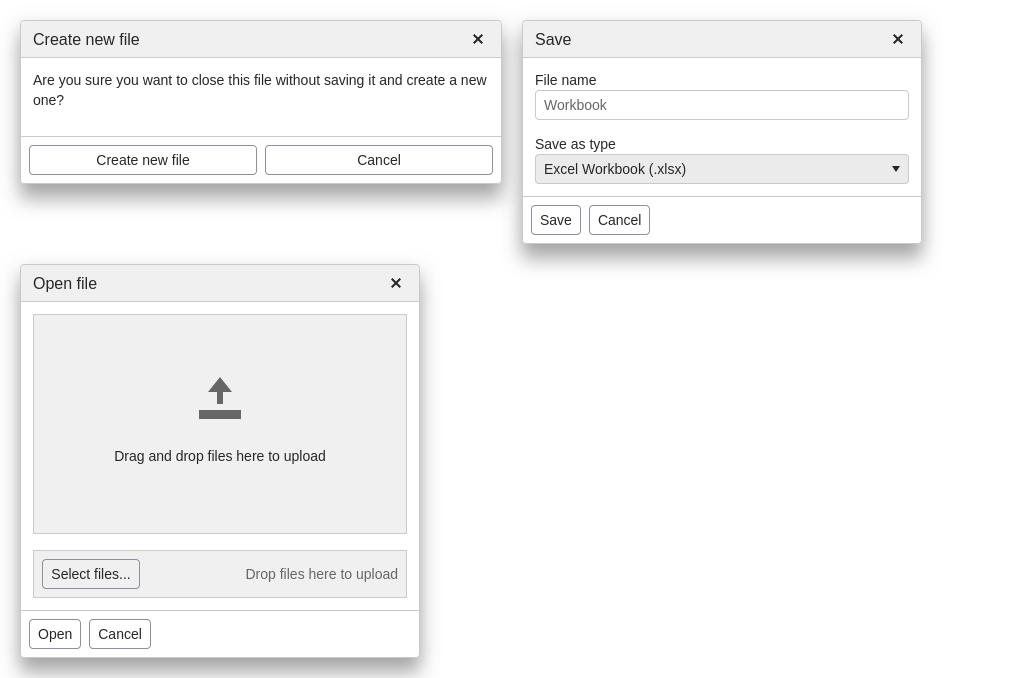 Create new file
Are you sure you want to close this file without saving it and create a new
one?
Create new file
Cancel
Save
File name
Workbook
Save as type
Excel Workbook (.xlsx)
Save
Cancel
Open file
Drag and drop files here to upload
Select files...
Drop files here to upload
Open
Cancel